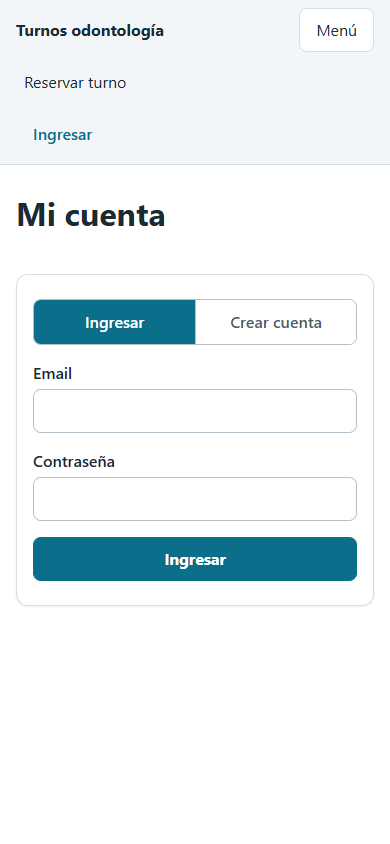 Turnos odontología
Menú
Reservar turno
Ingresar
Mi cuenta
Ingresar
Crear cuenta
Email
Contraseña
Ingresar